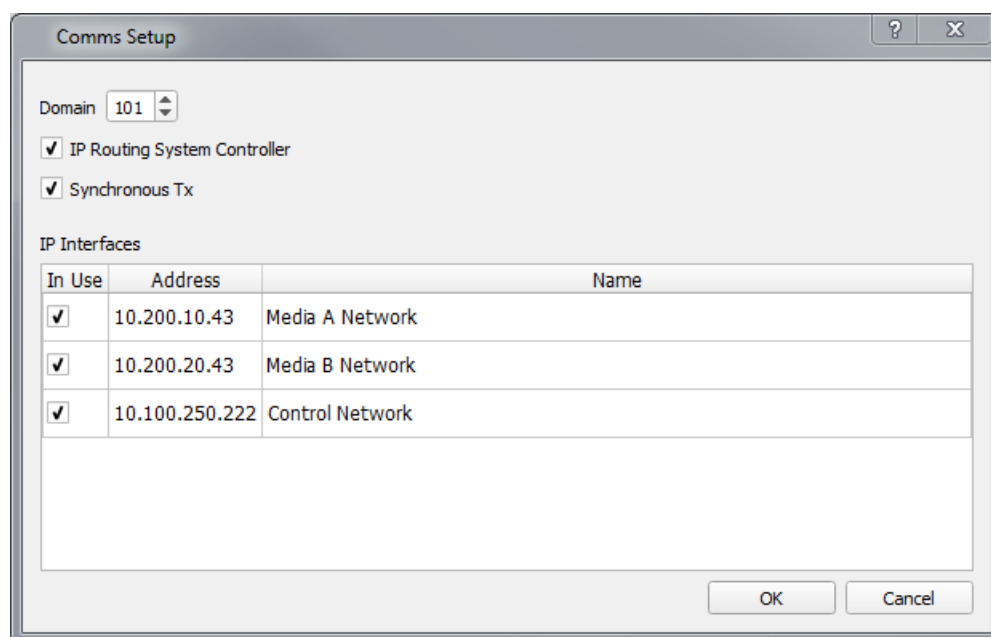 Comms Setup
Domain 101
IP Routing System Controller
Synchronous Tx
IP Interfaces
In Use Address Name
10.200.10.43 Media A Network
10.200.20.43 Media B Network
10.100.250.222 Control Network
OK Cancel